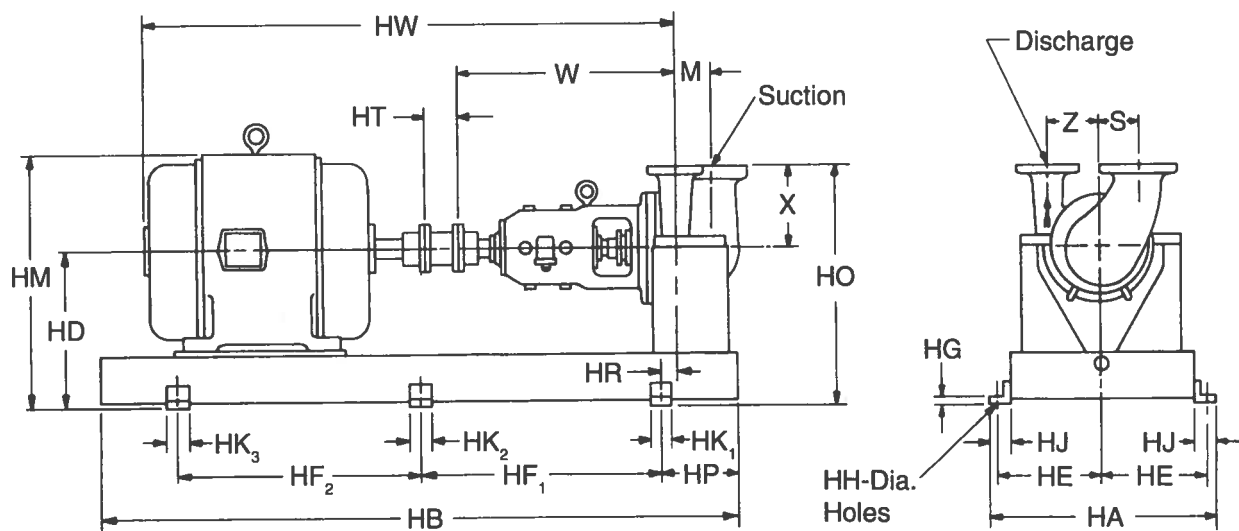 HW
Discharge
W
M
Suction
Z
S
HT
X
HM
HO
HD
HG
HR
HK₃
HK₂
HK₁
HJ
HJ
HF₂
HF₁
HP
HH-Dia.
Holes
HE
HE
HB
HA